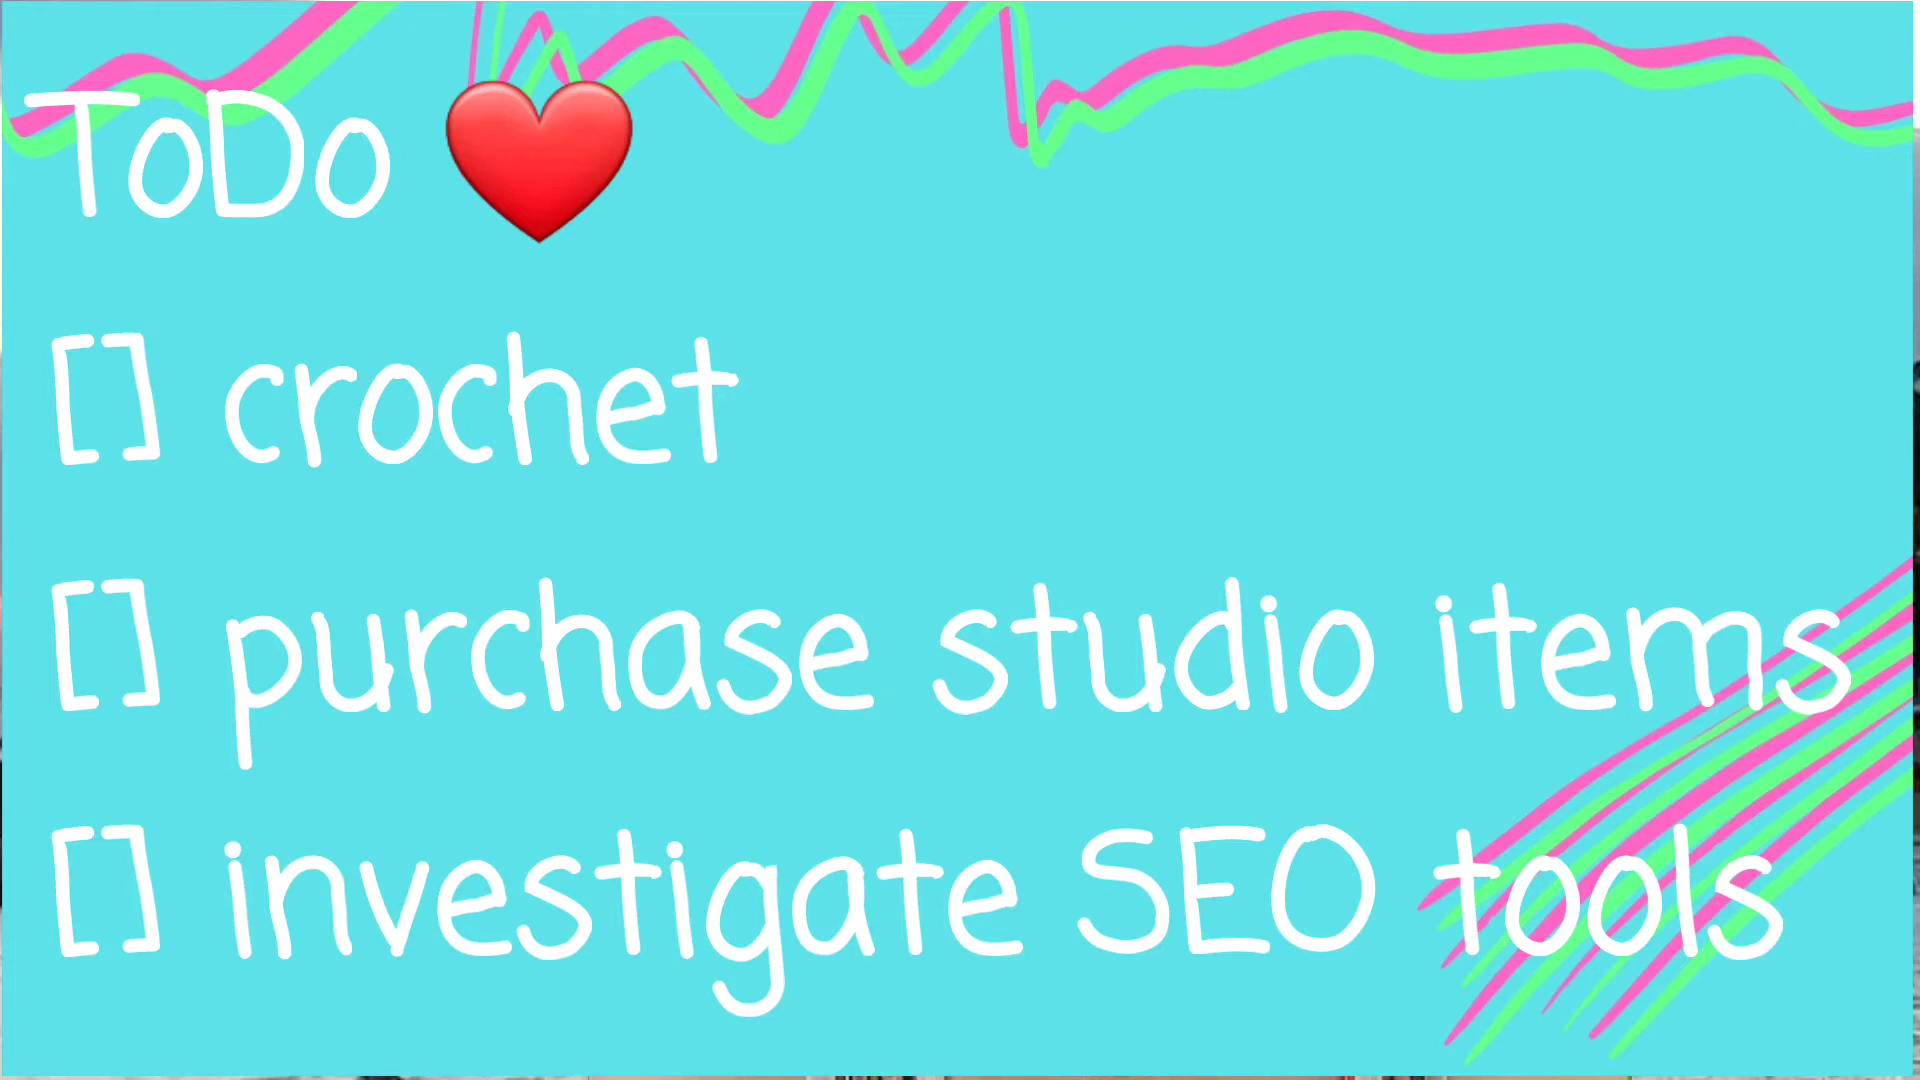 ToDo ❤️
[] crochet
[] purchase studio items
[] investigate SEO tools